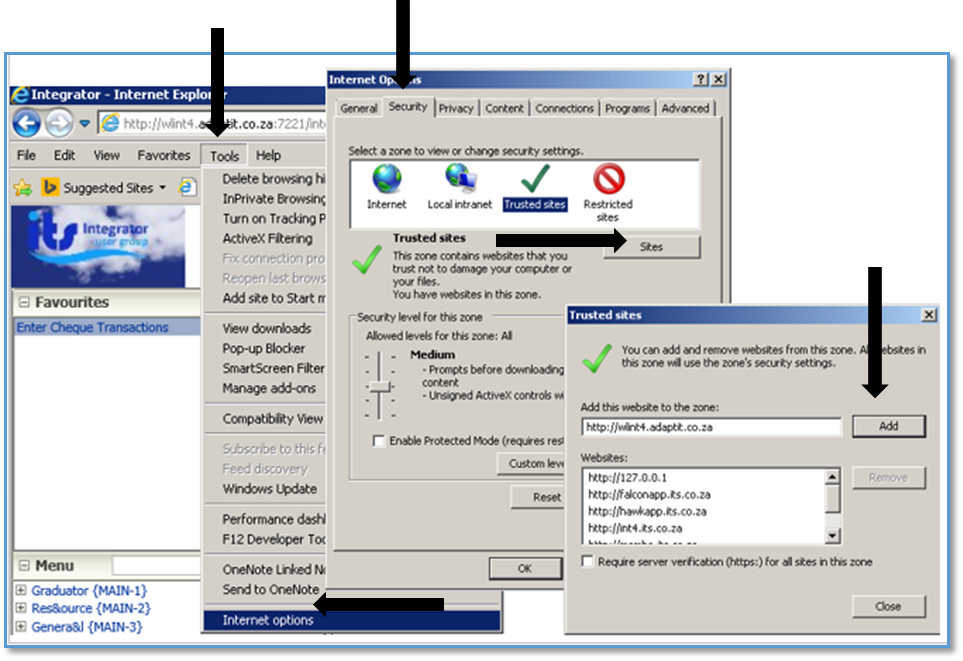 Integrator - Internet Explorer
http://wlint4.adaptit.co.za:7221/int
File Edit View Favorites Tools Help
Suggested Sites
its Integrator
user group
Favourites
Enter Cheque Transactions
Menu
Graduator {MAIN-1}
Res&ource {MAIN-2}
Genera&l {MAIN-3}
Delete browsing hi
InPrivate Browsing
Turn on Tracking P
ActiveX Filtering
Fix connection pro
Reopen last brows
Add site to Start m
View downloads
Pop-up Blocker
SmartScreen Filter
Manage add-ons
Compatibility View
Subscribe to this fe
Feed discovery
Windows Update
Performance dash
F12 Developer Too
OneNote Linked No
Send to OneNote
Internet options
Internet Options
General Security Privacy Content Connections Programs Advanced
Select a zone to view or change security settings.
Internet
Local intranet
Trusted sites
Restricted
sites
Trusted sites
Sites
This zone contains websites that you
trust not to damage your computer or
your files.
You have websites in this zone.
Security level for this zone
Allowed levels for this zone: All
Medium
- Prompts before downloading
content
- Unsigned ActiveX controls wi
Enable Protected Mode (requires res
Custom leve
Reset
OK
Trusted sites
You can add and remove websites from this zone. All websites in
this zone will use the zone's security settings.
Add this website to the zone:
http://wlint4.adaptit.co.za
Add
Websites:
http://127.0.0.1
http://falconapp.its.co.za
http://hawkapp.its.co.za
http://int4.its.co.za
Remove
Require server verification (https:) for all sites in this zone
Close